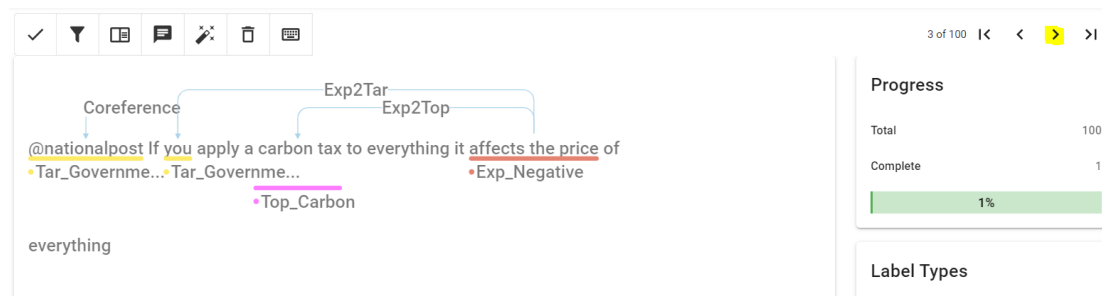 3 of 100
Exp2Tar
Coreference
Exp2Top
@nationalpost If you apply a carbon tax to everything it affects the price of
•Tar_Governme...•Tar_Governme...
•Exp_Negative
•Top_Carbon
everything
Progress
Total 100
Complete 1
1%
Label Types